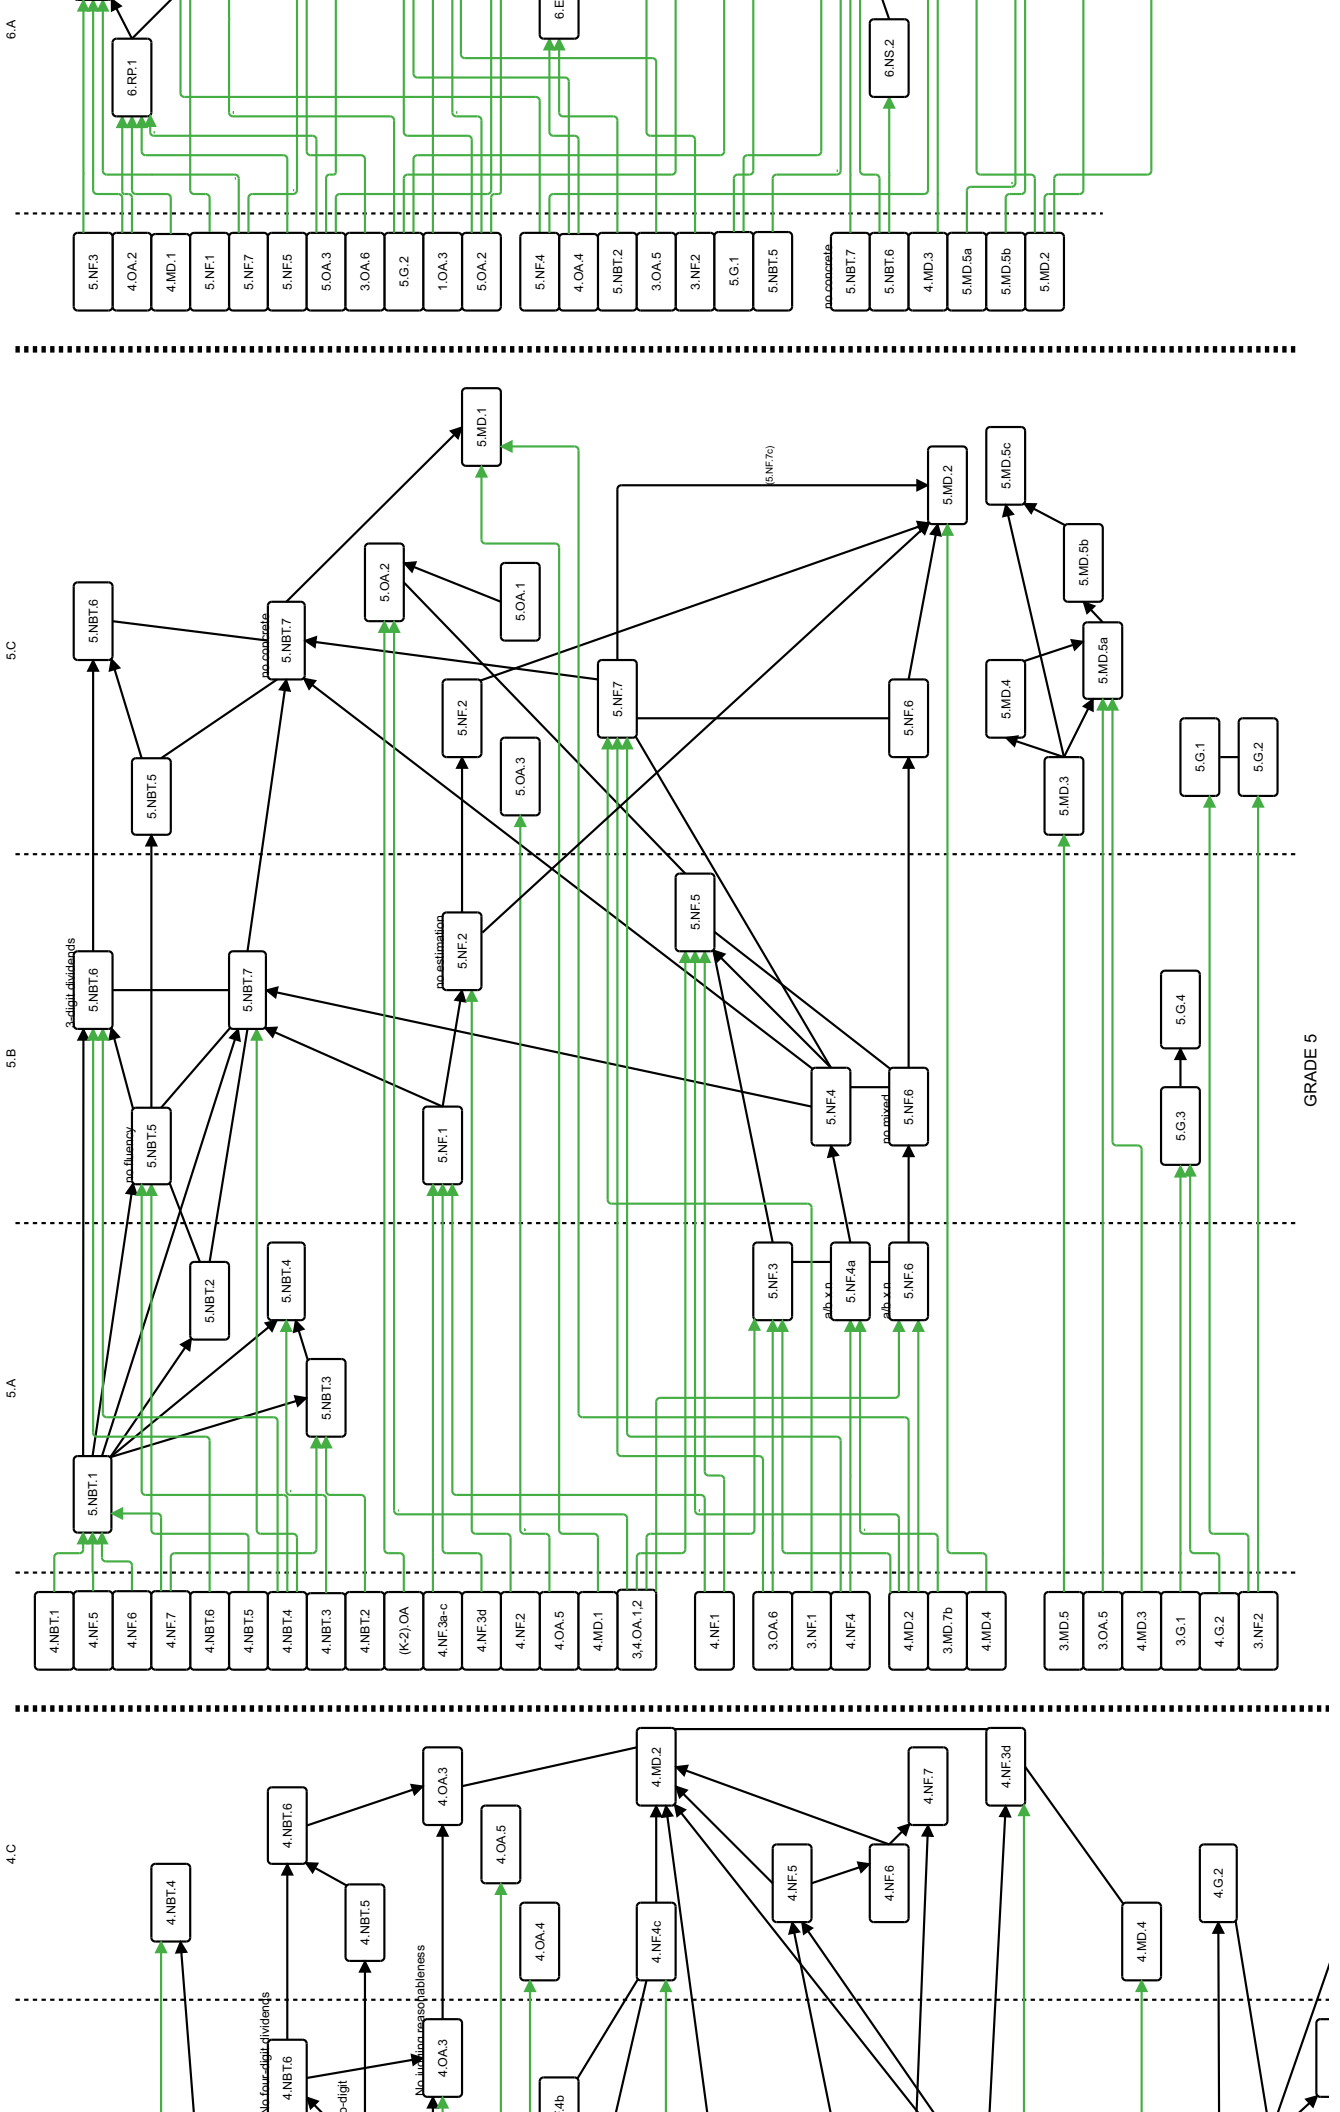 6.A
6.RP.1
6.E
6.NS.2
5.NF.3
4.OA.2
4.MD.1
5.NF.1
5.NF.7
5.NF.5
5.OA.3
3.OA.6
5.G.2
1.OA.3
5.OA.2
5.NF.4
4.OA.4
5.NBT.2
3.OA.5
3.NF.2
5.G.1
5.NBT.5
no concrete
5.NBT.7
5.NBT.6
4.MD.3
5.MD.5a
5.MD.5b
5.MD.2
5.C
5.NBT.6
5.NBT.5
no concrete
5.NBT.7
5.OA.2
5.MD.1
5.OA.1
5.NF.2
5.OA.3
5.NF.7
(5.NF.7c)
5.MD.2
5.NF.6
5.MD.5c
5.MD.5b
5.MD.5a
5.MD.4
5.MD.3
5.G.1
5.G.2
5.B
3-digit dividends
5.NBT.6
no fluency
5.NBT.5
5.NBT.7
no estimation
5.NF.2
5.NF.1
5.NF.5
5.NF.4
no mixed
5.NF.6
5.G.4
5.G.3
GRADE 5
5.A
5.NBT.1
5.NBT.2
5.NBT.4
5.NBT.3
5.NF.3
a/b x n
5.NF.4a
a/b x n
5.NF.6
4.NBT.1
4.NF.5
4.NF.6
4.NF.7
4.NBT.6
4.NBT.5
4.NBT.4
4.NBT.3
4.NBT.2
(K-2).OA
4.NF.3a-c
4.NF.3d
4.NF.2
4.OA.5
4.MD.1
3,4.OA.1,2
4.NF.1
3.OA.6
3.NF.1
4.NF.4
4.MD.2
3.MD.7b
4.MD.4
3.MD.5
3.OA.5
4.MD.3
3.G.1
4.G.2
3.NF.2
4.C
4.NBT.4
4.NBT.6
4.NBT.5
4.OA.3
4.OA.5
4.OA.4
4.MD.2
4.NF.4c
4.NF.5
4.NF.6
4.NF.7
4.NF.3d
4.MD.4
4.G.2
No four-digit dividends
4.NBT.6
o-digit
No judging reasonableness
4.OA.3
.4b